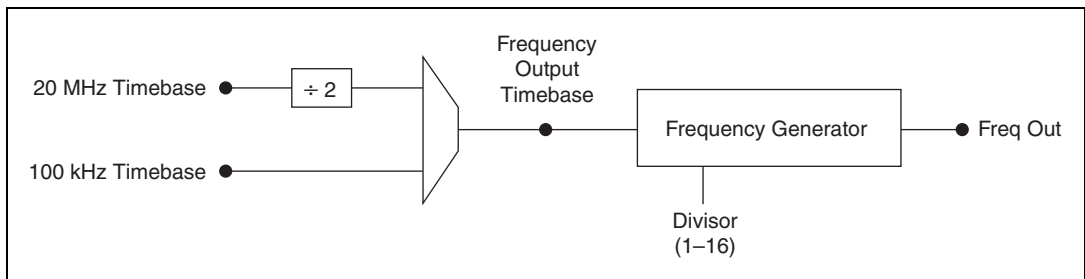 Frequency
Output
Timebase
20 MHz Timebase
÷ 2
Frequency Generator
Freq Out
100 kHz Timebase
Divisor
(1–16)